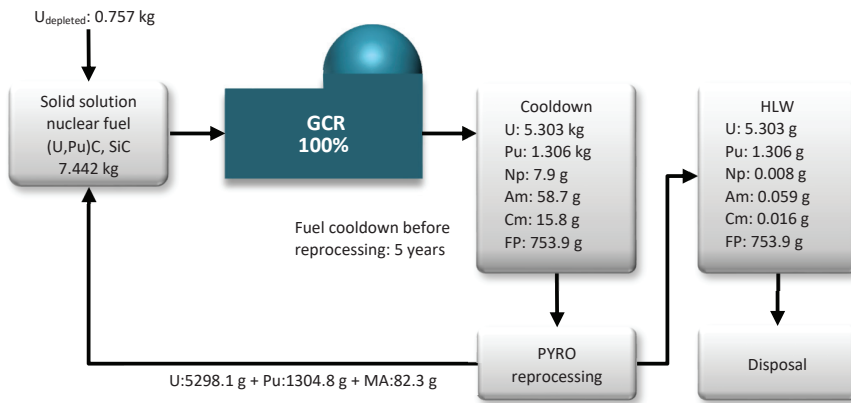 U depleted: 0.757 kg
Solid solution
nuclear fuel
(U,Pu)C, SiC
7.442 kg
GCR
100%
Fuel cooldown before
reprocessing: 5 years
Cooldown
U: 5.303 kg
Pu: 1.306 kg
Np: 7.9 g
Am: 58.7 g
Cm: 15.8 g
FP: 753.9 g
HLW
U: 5.303 g
Pu: 1.306 g
Np: 0.008 g
Am: 0.059 g
Cm: 0.016 g
FP: 753.9 g
PYRO
reprocessing
Disposal
U:5298.1 g + Pu:1304.8 g + MA:82.3 g